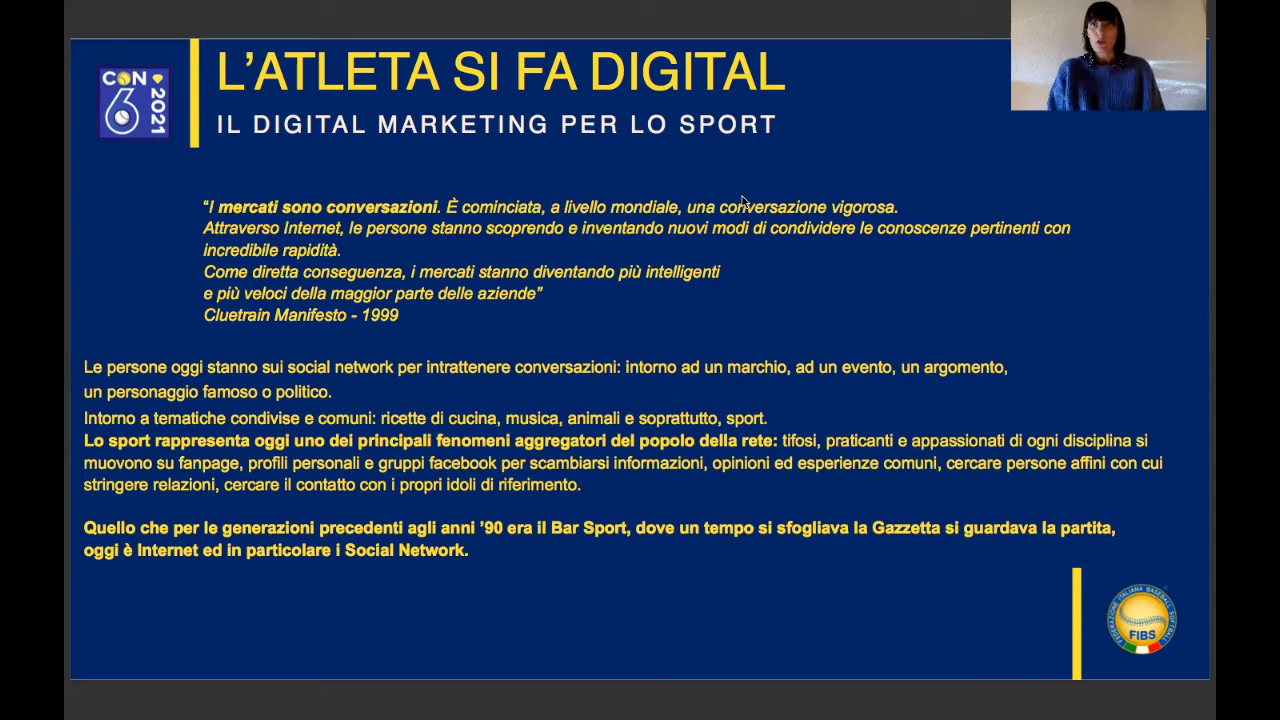 CON
6
2021
L'ATLETA SI FA DIGITAL
IL DIGITAL MARKETING PER LO SPORT
“I mercati sono conversazioni. È cominciata, a livello mondiale, una conversazione vigorosa.
Attraverso Internet, le persone stanno scoprendo e inventando nuovi modi di condividere le conoscenze pertinenti con
incredibile rapidità.
Come diretta conseguenza, i mercati stanno diventando più intelligenti
e più veloci della maggior parte delle aziende”
Cluetrain Manifesto - 1999
Le persone oggi stanno sui social network per intrattenere conversazioni: intorno ad un marchio, ad un evento, un argomento,
un personaggio famoso o politico.
Intorno a tematiche condivise e comuni: ricette di cucina, musica, animali e soprattutto, sport.
Lo sport rappresenta oggi uno dei principali fenomeni aggregatori del popolo della rete: tifosi, praticanti e appassionati di ogni disciplina si
muovono su fanpage, profili personali e gruppi facebook per scambiarsi informazioni, opinioni ed esperienze comuni, cercare persone affini con cui
stringere relazioni, cercare il contatto con i propri idoli di riferimento.
Quello che per le generazioni precedenti agli anni ’90 era il Bar Sport, dove un tempo si sfogliava la Gazzetta si guardava la partita,
oggi è Internet ed in particolare i Social Network.
FEDERAZIONE ITALIANA BASEBALL SOFTBALL
FIBS